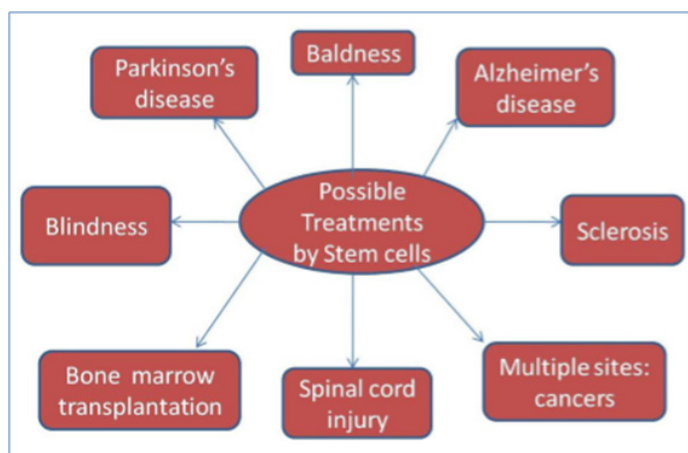 Baldness
Parkinson's
disease
Alzheimer's
disease
Possible
Treatments
by Stem cells
Blindness
Sclerosis
Bone marrow
transplantation
Spinal cord
injury
Multiple sites:
cancers